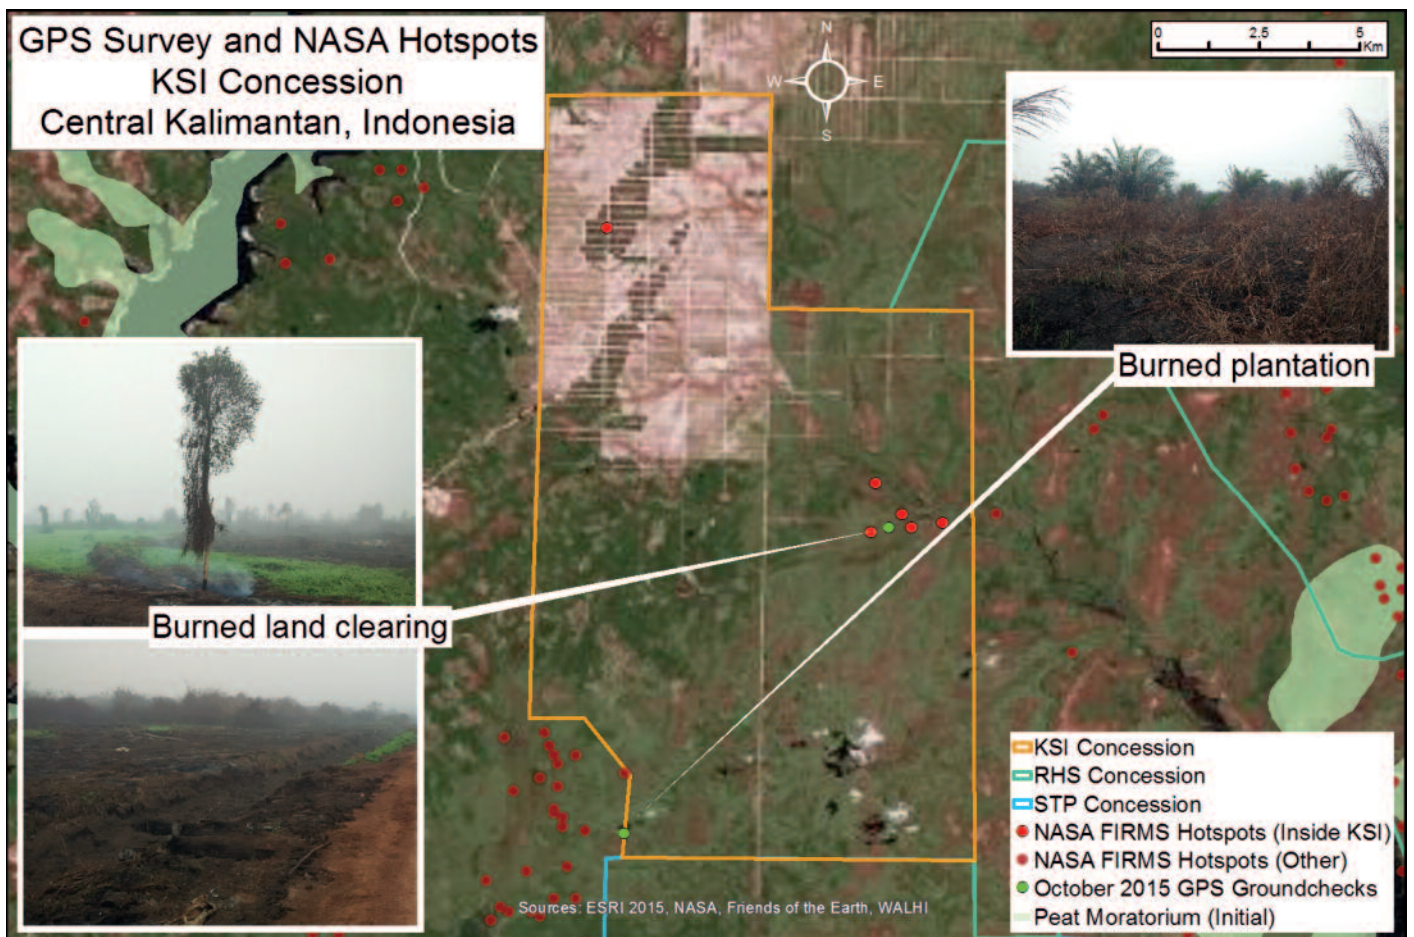 GPS Survey and NASA Hotspots
KSI Concession
Central Kalimantan, Indonesia
N
W
E
S
0
2.5
5
Km
Burned plantation
Burned land clearing
KSI Concession
RHS Concession
STP Concession
NASA FIRMS Hotspots (Inside KSI)
NASA FIRMS Hotspots (Other)
October 2015 GPS Groundchecks
Peat Moratorium (Initial)
Sources: ESRI 2015, NASA, Friends of the Earth, WALHI